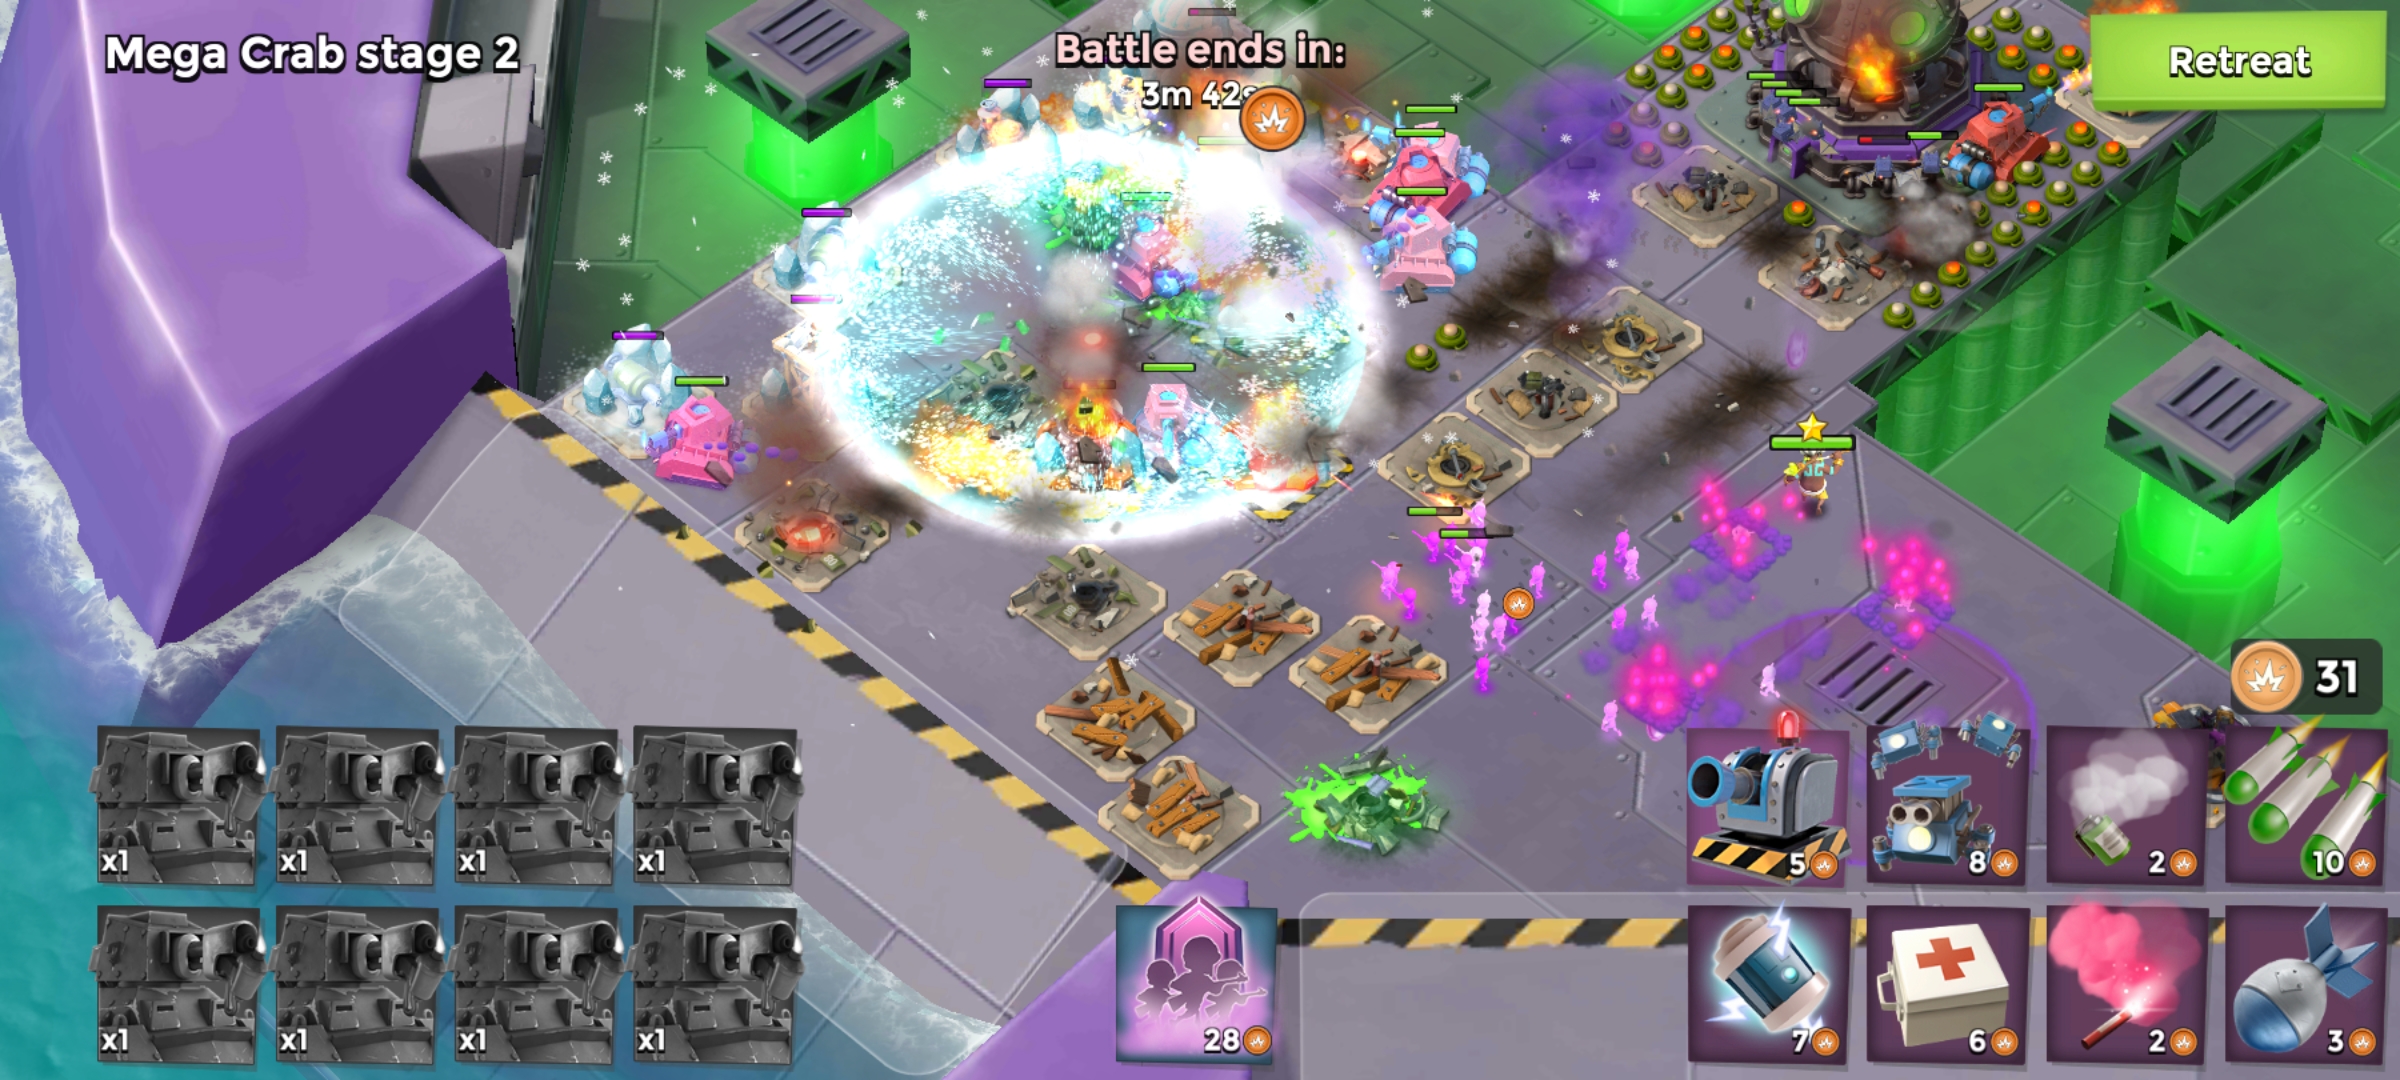 Mega Crab stage 2
Battle ends in:
3m 42s
Retreat
31
x1
x1
x1
x1
5
8
2
10
x1
x1
x1
x1
28
7
6
2
3